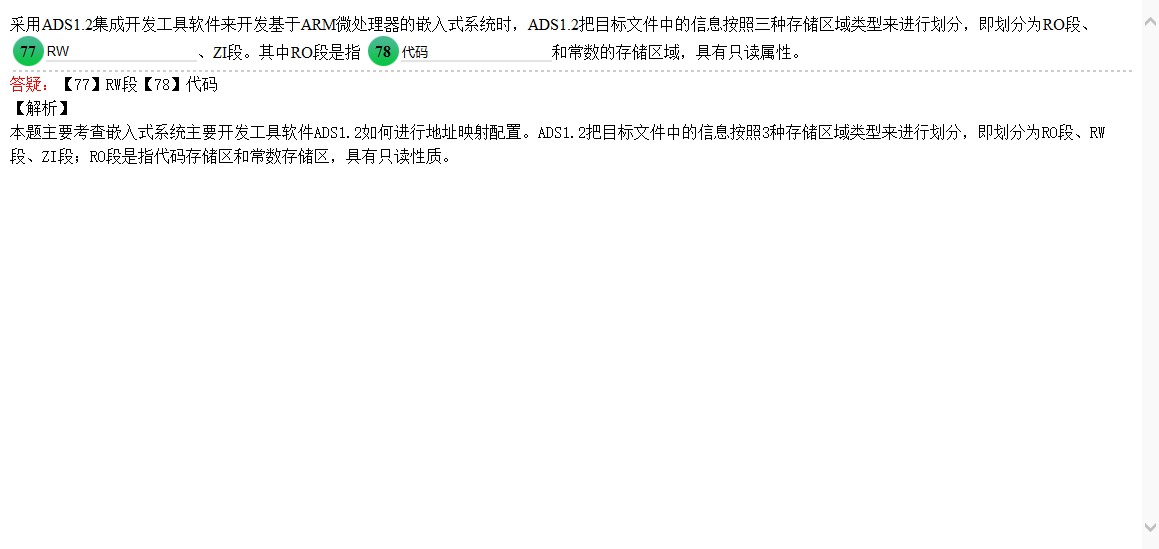 采用ADS1.2集成开发工具软件来开发基于ARM微处理器的嵌入式系统时，ADS1.2把目标文件中的信息按照三种存储区域类型来进行划分，即划分为RO段、
77 RW 、ZI段。其中RO段是指 78 代码 和常数的存储区域，具有只读属性。
答疑：【77】RW段【78】代码
【解析】
本题主要考查嵌入式系统主要开发工具软件ADS1.2如何进行地址映射配置。ADS1.2把目标文件中的信息按照3种存储区域类型来进行划分，即划分为RO段、RW
段、ZI段；RO段是指代码存储区和常数存储区，具有只读性质。